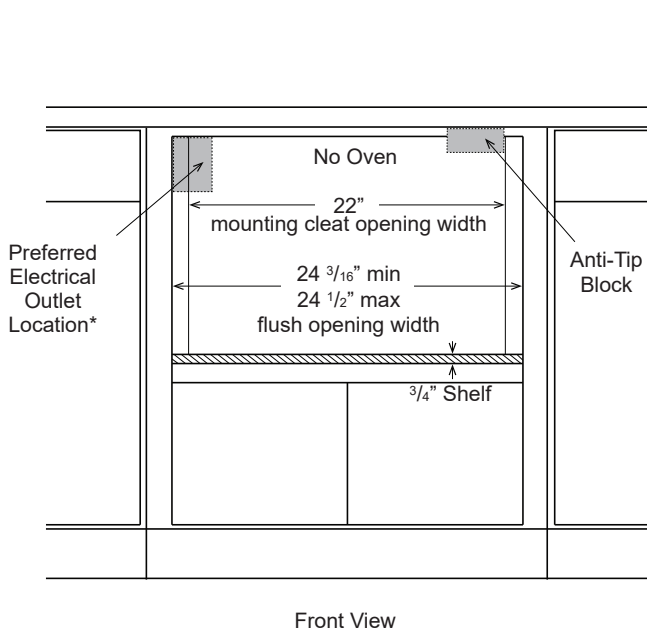 No Oven
22”
mounting cleat opening width
Preferred
Electrical
Outlet
Location*
Anti-Tip
Block
24 3/16” min
24 1/2” max
flush opening width
3/4” Shelf
Front View